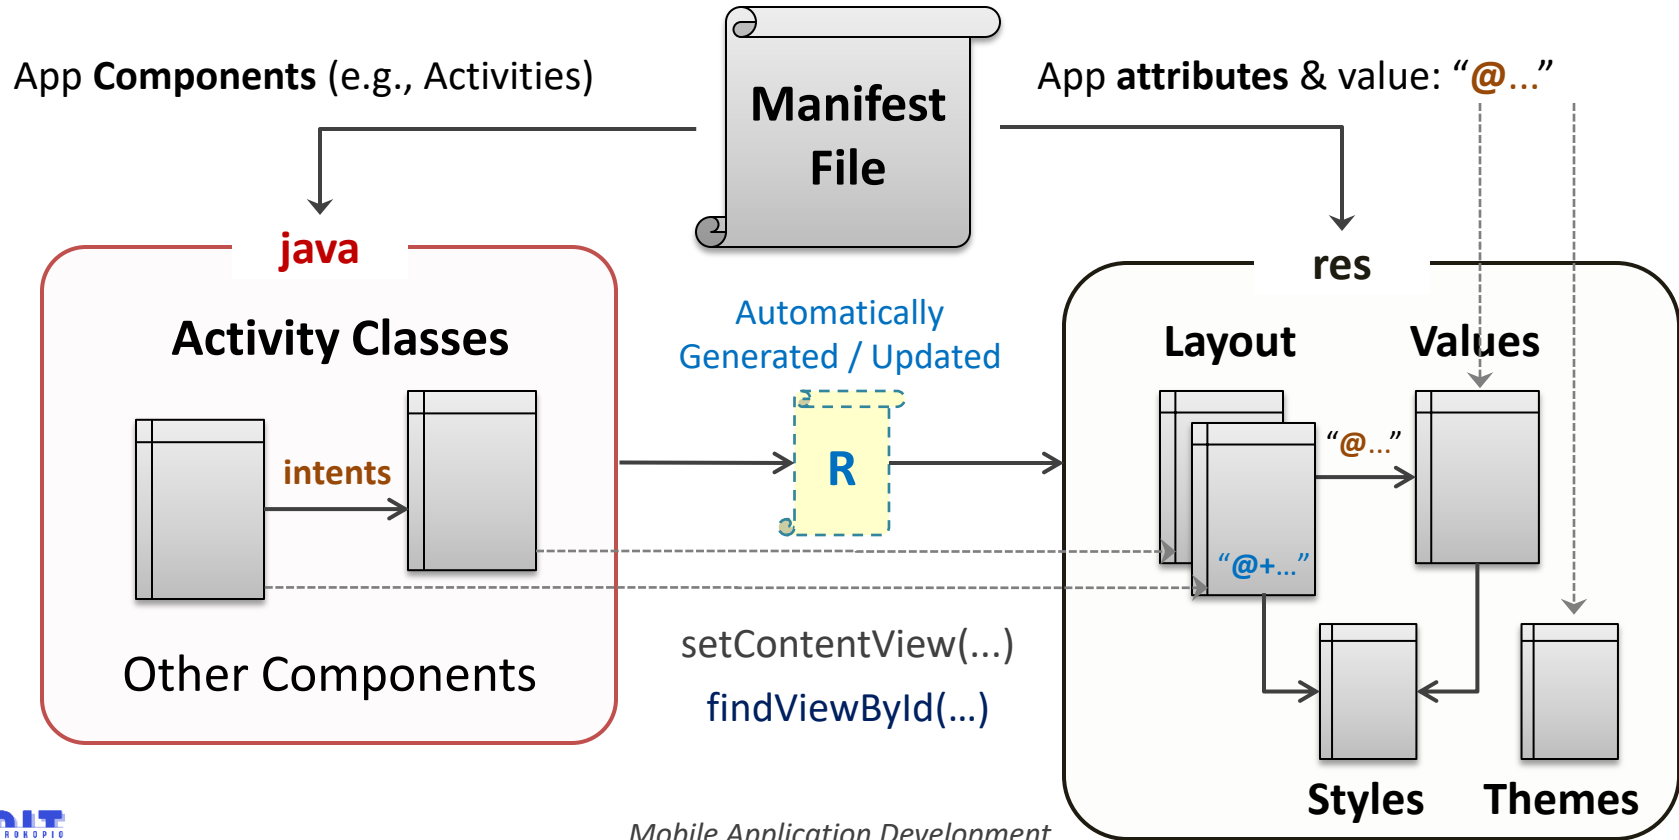 App Components (e.g., Activities)
Manifest
File
App attributes & value: “@...”
java
res
Activity Classes
Automatically
Generated / Updated
Layout
Values
intents
R
“@...”
“@+...”
Other Components
setContentView(...)
findViewById(...)
Styles
Themes
Mobile Application Development